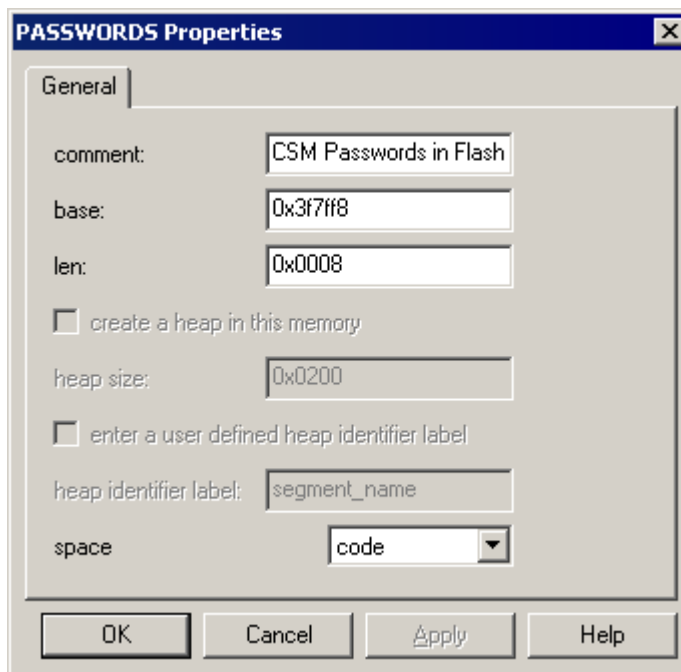 PASSWORDS Properties
General
comment: CSM Passwords in Flash
base: 0x3f7ff8
len: 0x0008
create a heap in this memory
heap size: 0x0200
enter a user defined heap identifier label
heap identifier label: segment_name
space code
OK Cancel Apply Help